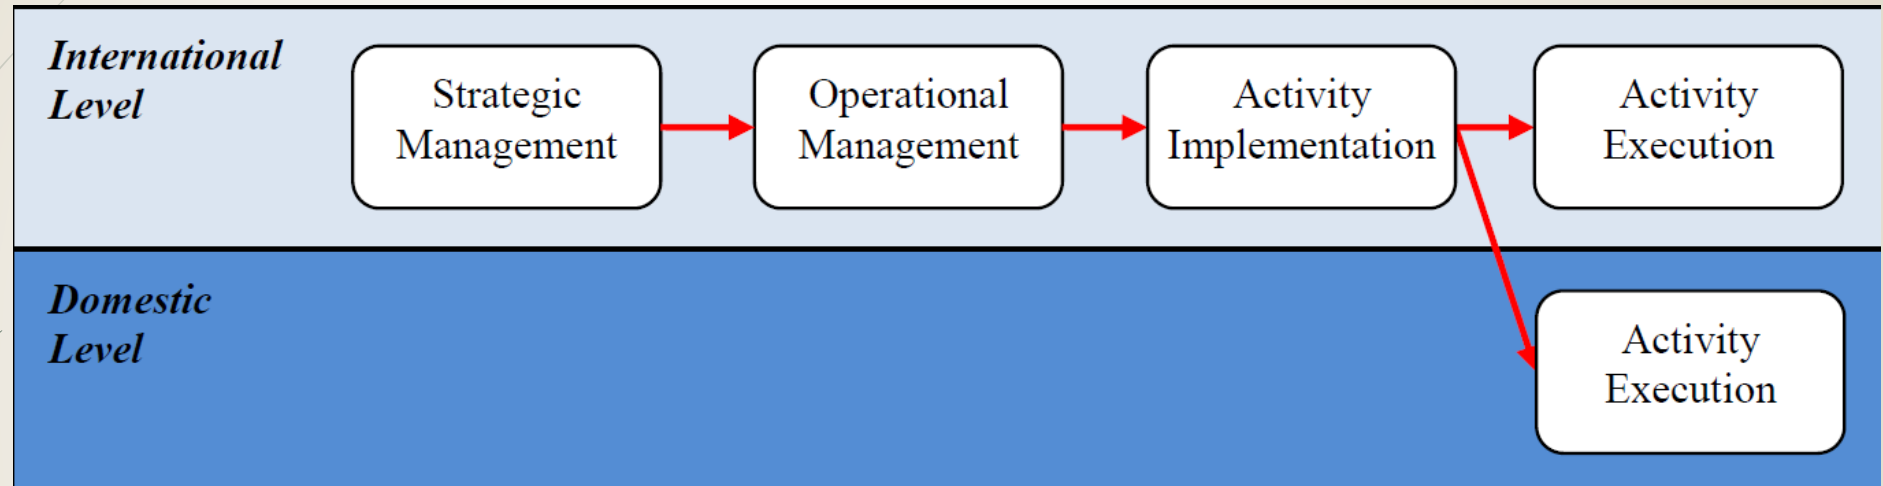 International
Level
Strategic
Management
Operational
Management
Activity
Implementation
Activity
Execution
Domestic
Level
Activity
Execution